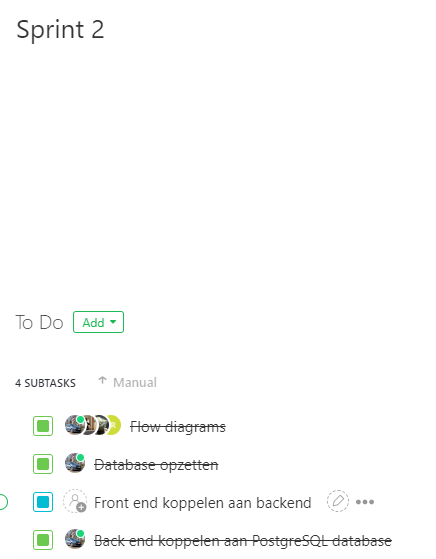 Sprint 2
To Do Add
4 SUBTASKS Manual
Flow diagrams
Database opzetten
Front end koppelen aan backend
Back end koppelen aan PostgreSQL database